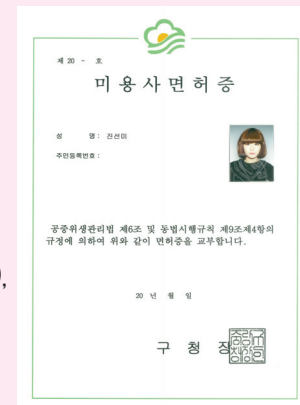 제 20 - 호
미용사면허증
성 명 : 진선미
주민등록번호 :
공중위생관리법 제6조 및 동법시행규칙 제9조제4항의
규정에 의하여 위와 같이 면허증을 교부합니다.
20 년 월 일
구 청 장
),